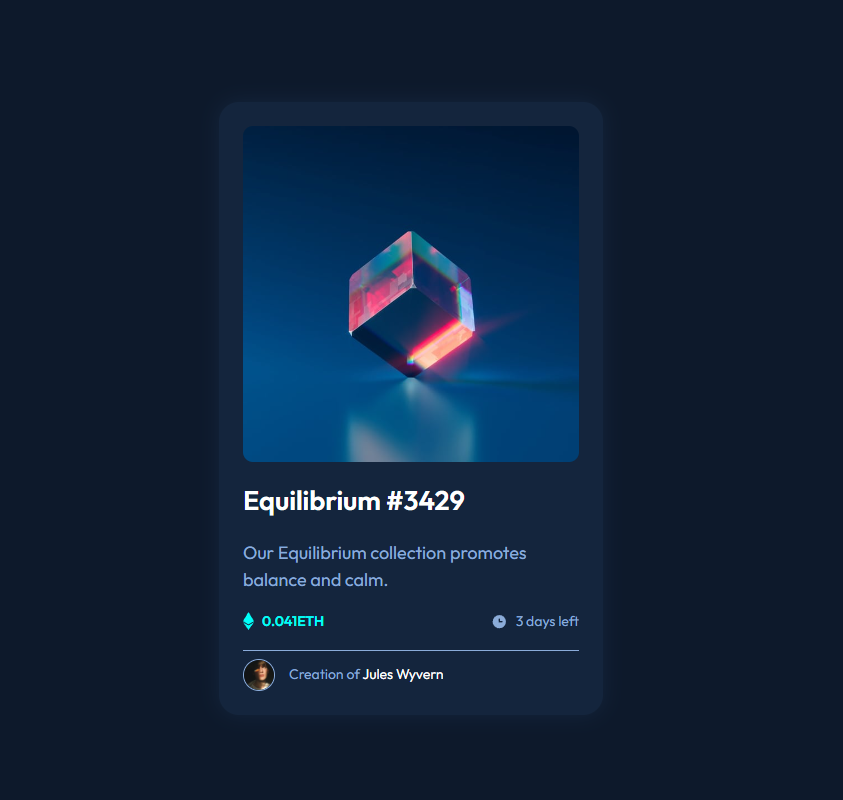 Equilibrium #3429
Our Equilibrium collection promotes
balance and calm.
0.041ETH
3 days left
Creation of Jules Wyvern